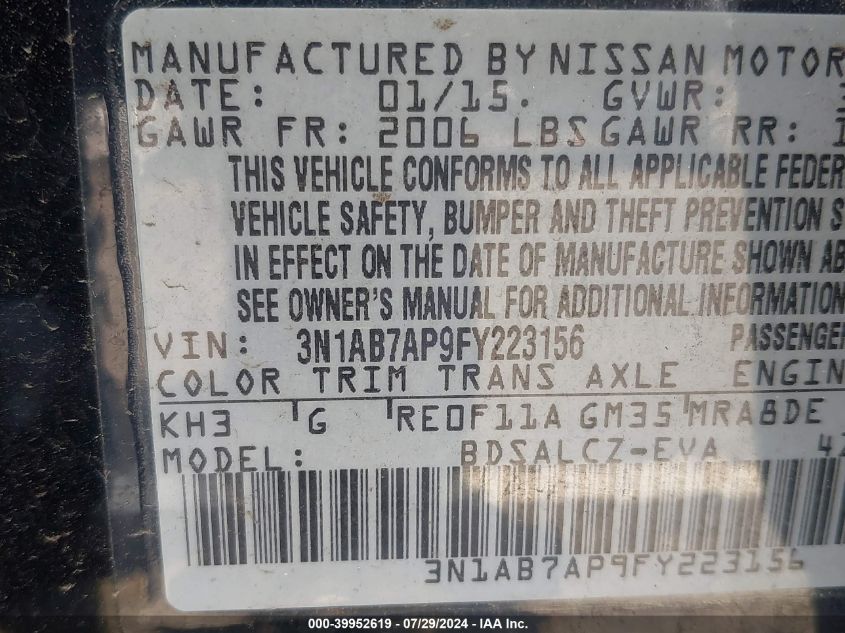 MANUFACTURED BY NISSAN MOTOR
DATE: 01/15. GVWR:
GAWR FR: 2006 LBS GAWR RR:
THIS VEHICLE CONFORMS TO ALL APPLICABLE FEDER
VEHICLE SAFETY, BUMPER AND THEFT PREVENTION S
IN EFFECT ON THE DATE OF MANUFACTURE SHOWN AB
SEE OWNER'S MANUAL FOR ADDITIONAL INFORMATION
VIN: 3N1AB7AP9FY223156 PASSENGER
COLOR TRIM TRANS AXLE ENGIN
KH3 G RE0F11A GM35 MRA8DE
MODEL: BDSALCZ-EVA 42
3N1AB7AP9FY223156
000-39952619 - 07/29/2024 - IAA Inc.